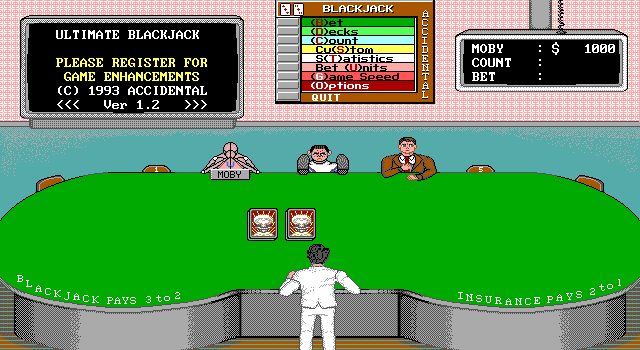 ULTIMATE BLACKJACK
PLEASE REGISTER FOR
GAME ENHANCEMENTS
(C) 1993 ACCIDENTAL
<<< Ver 1.2 >>>
BLACKJACK
(B)et
(D)ecks
(C)ount
Cu(S)tom
S(T)atistics
Bet (U)nits
(G)ame Speed
(O)ptions
QUIT
ACCIDENTAL
MOBY : $ 1000
COUNT :
BET :
MOBY
BLACKJACK PAYS 3 to 2
INSURANCE PAYS 2 to 1